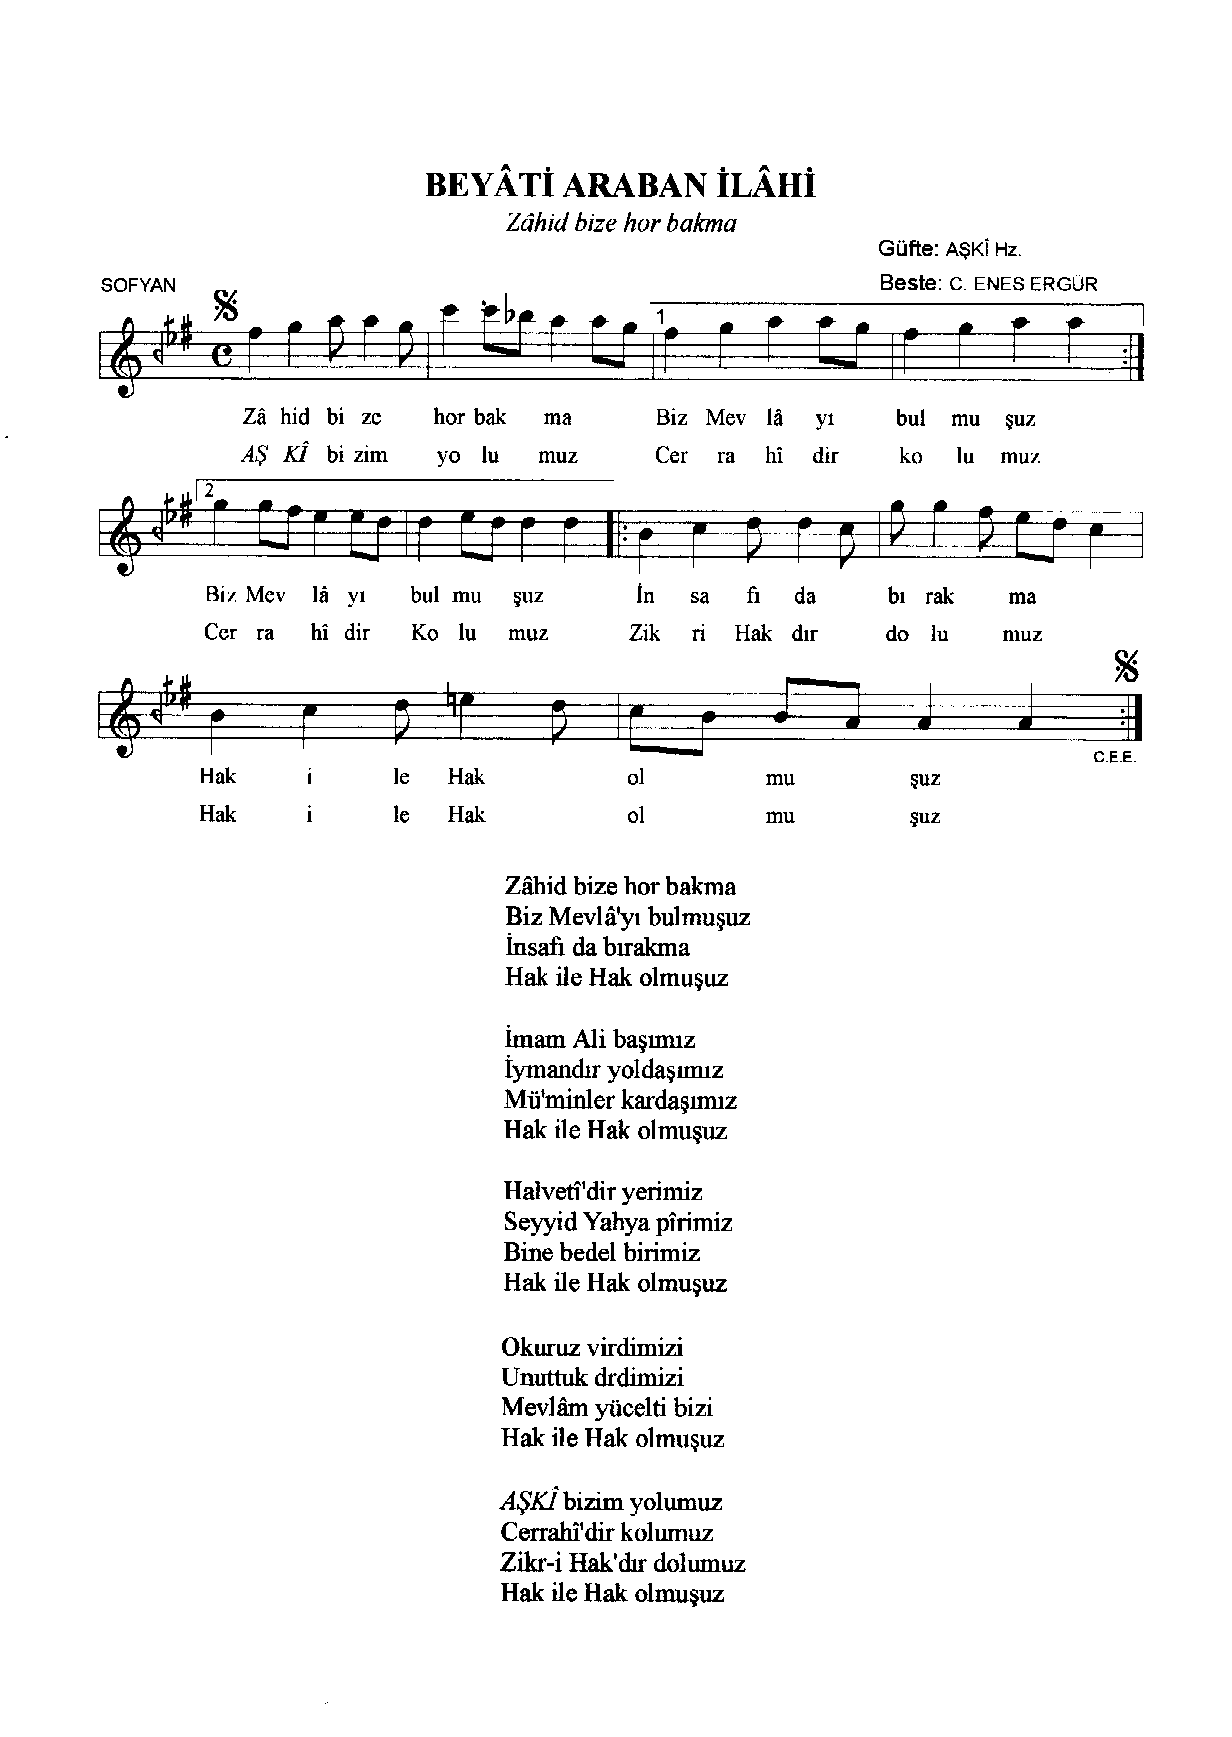 BEYÂTİ ARABAN İLÂHİ
Zâhid bize hor bakma
Güfte: AŞKÎ Hz.
SOFYAN
Beste: C. ENES ERGÜR
1
Zâ hid bi ze hor bak ma Biz Mev lâ yı bul mu şuz
AŞ KÎ bi zim yo lu muz Cer ra hî dir ko lu muz
2
Biz Mev lâ yı bul mu şuz İn sa fı da bı rak ma
Cer ra hî dir Ko lu muz Zik ri Hak dır do lu muz
C.E.E.
Hak i le Hak ol mu şuz
Hak i le Hak ol mu şuz
Zâhid bize hor bakma
Biz Mevlâ'yı bulmuşuz
İnsafı da bırakma
Hak ile Hak olmuşuz
İmam Ali başımız
İymandır yoldaşımız
Mü'minler kardaşımız
Hak ile Hak olmuşuz
Halvetî'dir yerimiz
Seyyid Yahya pîrimiz
Bine bedel birimiz
Hak ile Hak olmuşuz
Okuruz virdimizi
Unuttuk drdimizi
Mevlâm yücelti bizi
Hak ile Hak olmuşuz
AŞKÎ bizim yolumuz
Cerrahî'dir kolumuz
Zikr-i Hak'dır dolumuz
Hak ile Hak olmuşuz